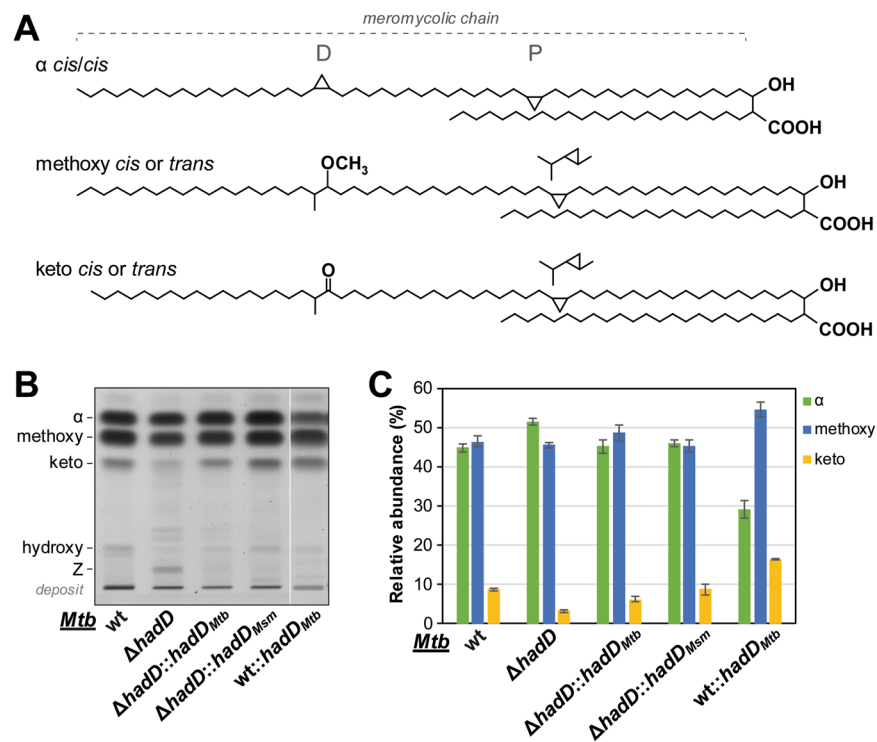 A
meromycolic chain
D
P
α cis/cis
OH
COOH
methoxy cis or trans
OCH3
OH
COOH
keto cis or trans
O
OH
COOH
B
α
methoxy
keto
hydroxy
Z
deposit
Mtb
wt
ΔhadD
ΔhadD::hadDMtb
ΔhadD::hadDMsm
wt::hadDMtb
C
Relative abundance (%)
60
50
40
30
20
10
0
α
methoxy
keto
Mtb
wt
ΔhadD
ΔhadD::hadDMtb
ΔhadD::hadDMsm
wt::hadDMtb